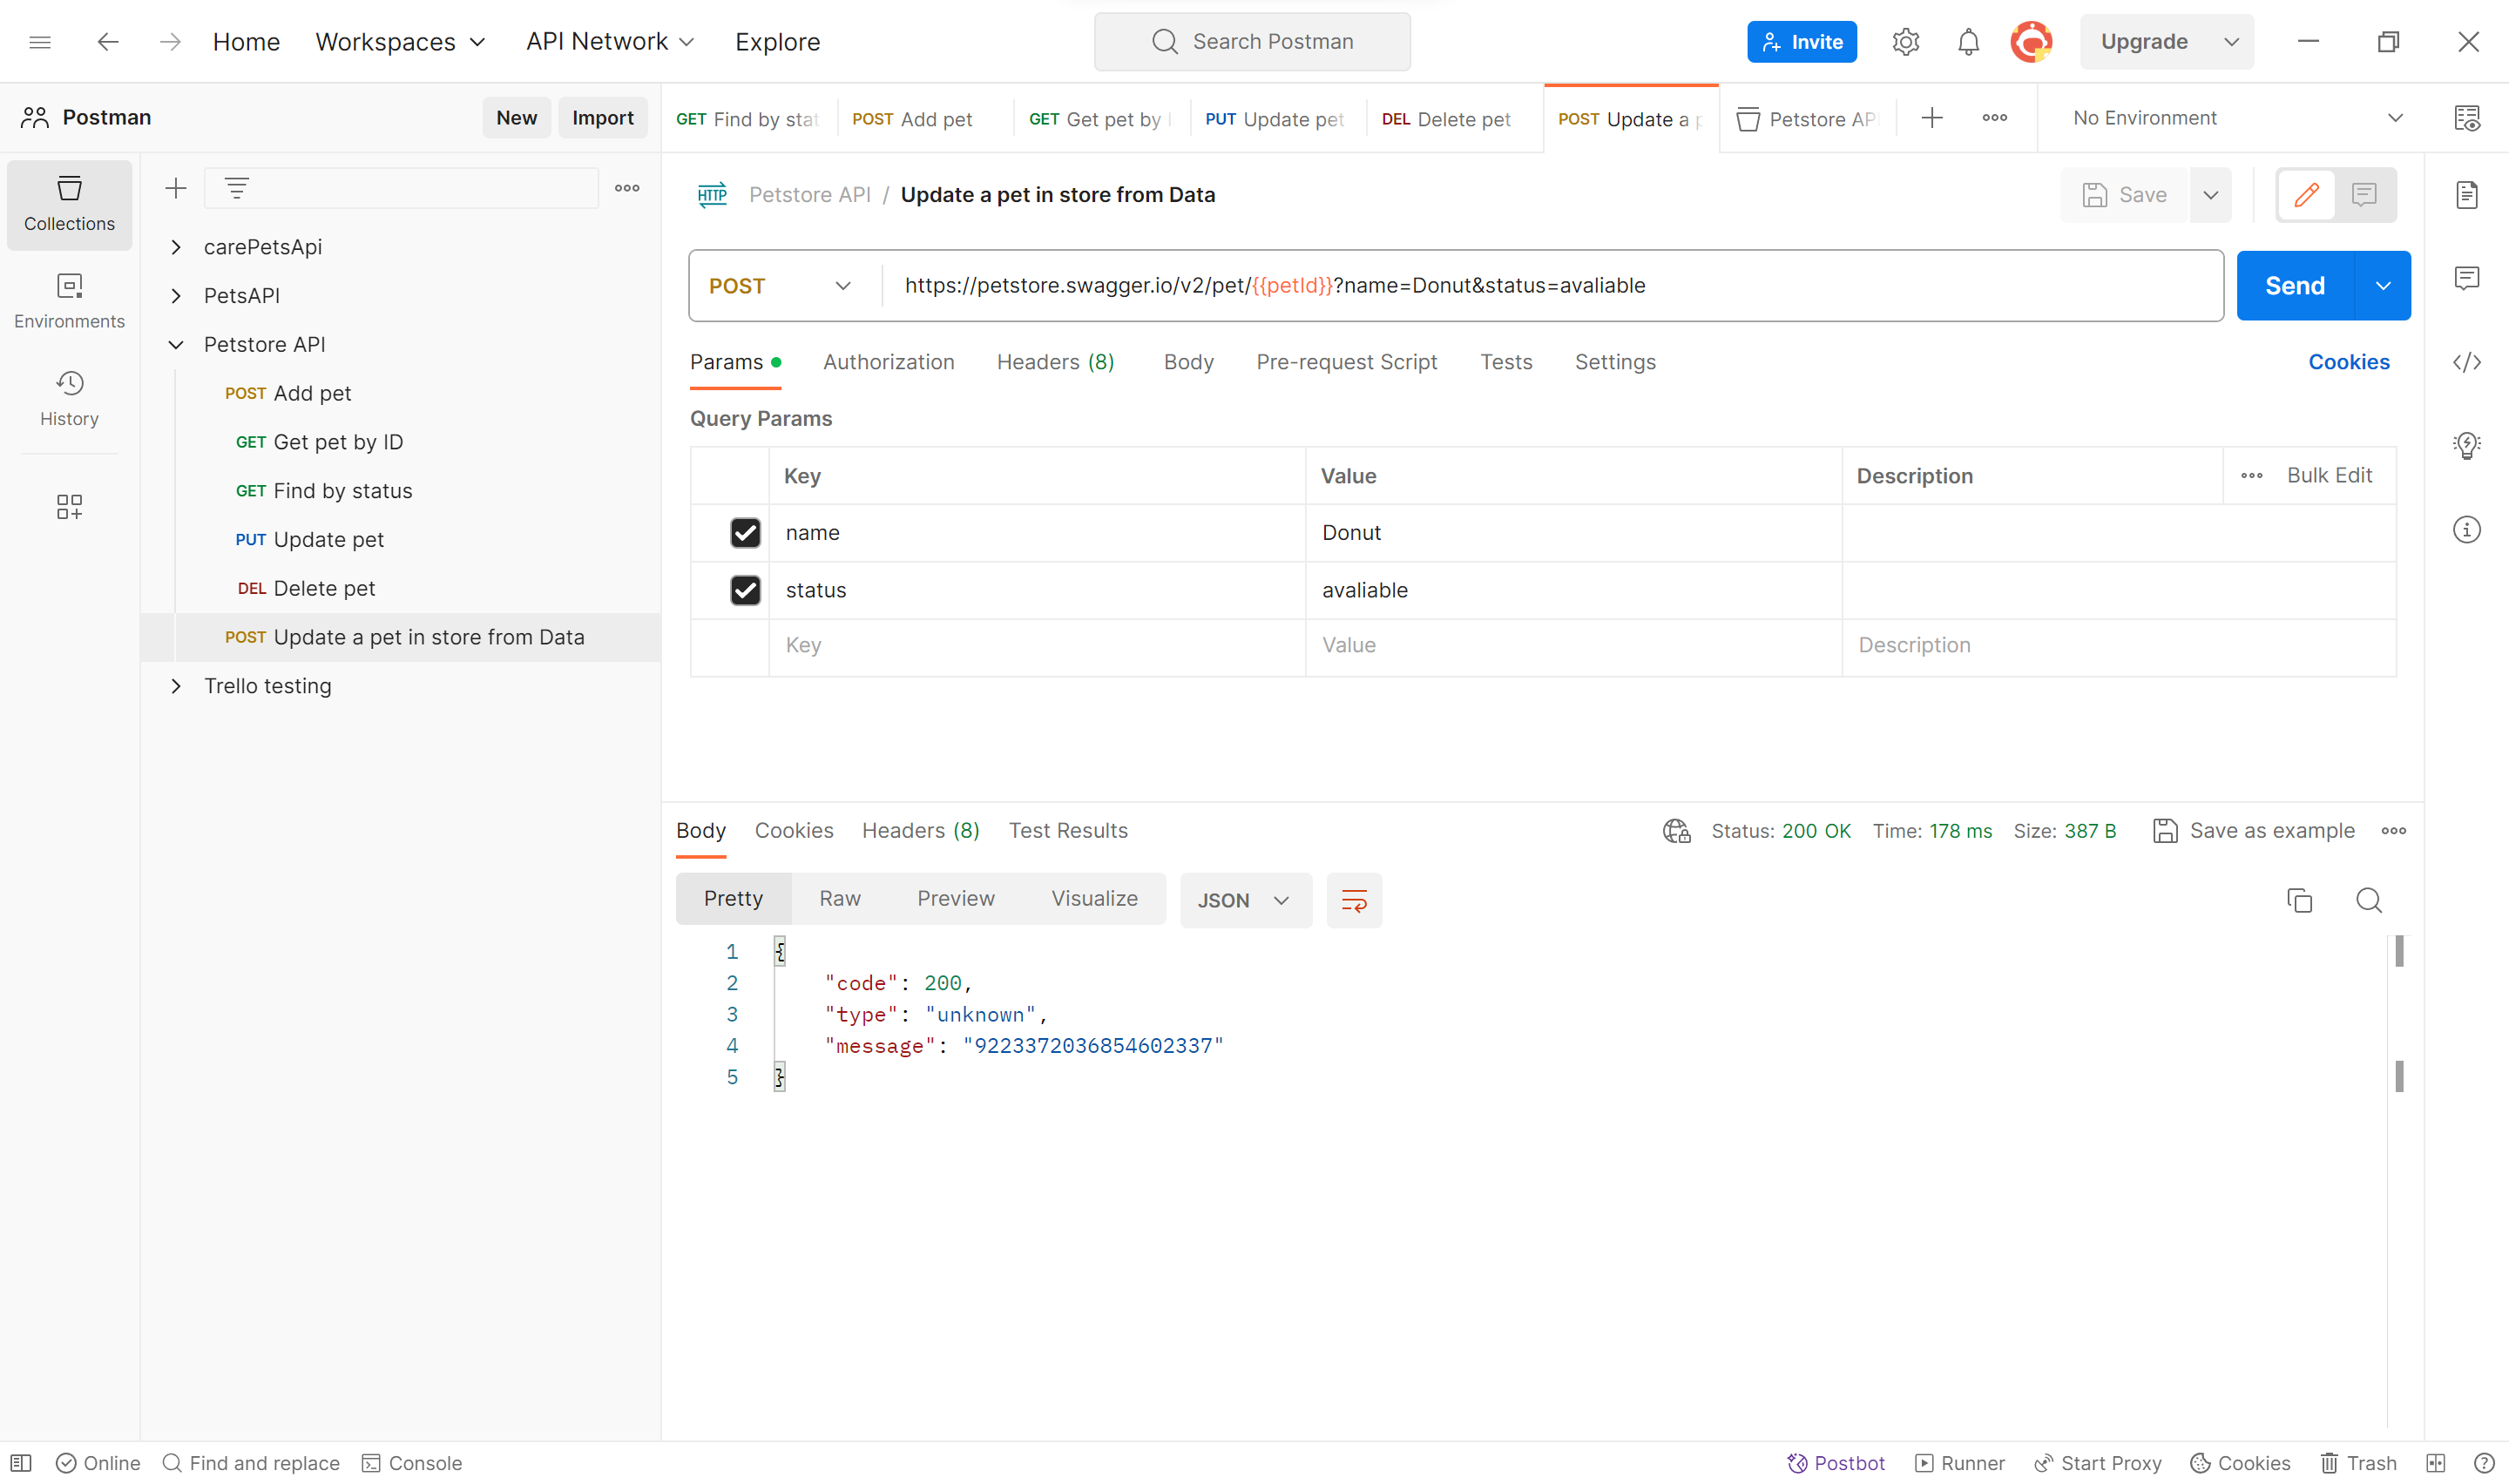 Home Workspaces API Network Explore Search Postman Invite Upgrade
Postman New Import
GET Find by stat POST Add pet GET Get pet by I PUT Update pet DEL Delete pet POST Update a p Petstore API No Environment
Collections
Environments
History
carePetsApi
PetsAPI
Petstore API
POST Add pet
GET Get pet by ID
GET Find by status
PUT Update pet
DEL Delete pet
POST Update a pet in store from Data
Trello testing
HTTP Petstore API / Update a pet in store from Data Save
POST https://petstore.swagger.io/v2/pet/{{petId}}?name=Donut&status=avaliable Send
Params Authorization Headers (8) Body Pre-request Script Tests Settings Cookies
Query Params
Key Value Description Bulk Edit
name Donut
status avaliable
Key Value Description
Body Cookies Headers (8) Test Results Status: 200 OK Time: 178 ms Size: 387 B Save as example
Pretty Raw Preview Visualize JSON
1 {
2 "code": 200,
3 "type": "unknown",
4 "message": "9223372036854602337"
5 }
Online Find and replace Console Postbot Runner Start Proxy Cookies Trash